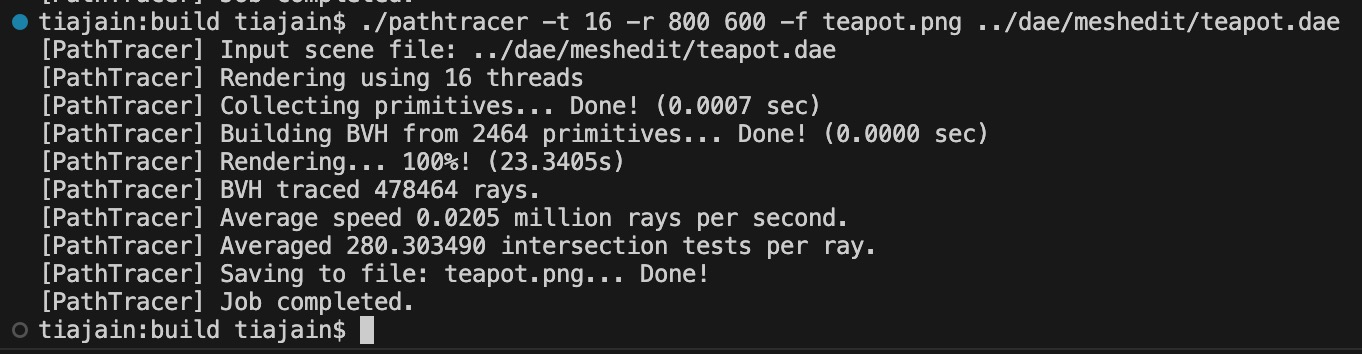 [PathTracer] Job completed.
tiajain:build tiajain$ ./pathtracer -t 16 -r 800 600 -f teapot.png ../dae/meshedit/teapot.dae
[PathTracer] Input scene file: ../dae/meshedit/teapot.dae
[PathTracer] Rendering using 16 threads
[PathTracer] Collecting primitives... Done! (0.0007 sec)
[PathTracer] Building BVH from 2464 primitives... Done! (0.0000 sec)
[PathTracer] Rendering... 100%! (23.3405s)
[PathTracer] BVH traced 478464 rays.
[PathTracer] Average speed 0.0205 million rays per second.
[PathTracer] Averaged 280.303490 intersection tests per ray.
[PathTracer] Saving to file: teapot.png... Done!
[PathTracer] Job completed.
tiajain:build tiajain$